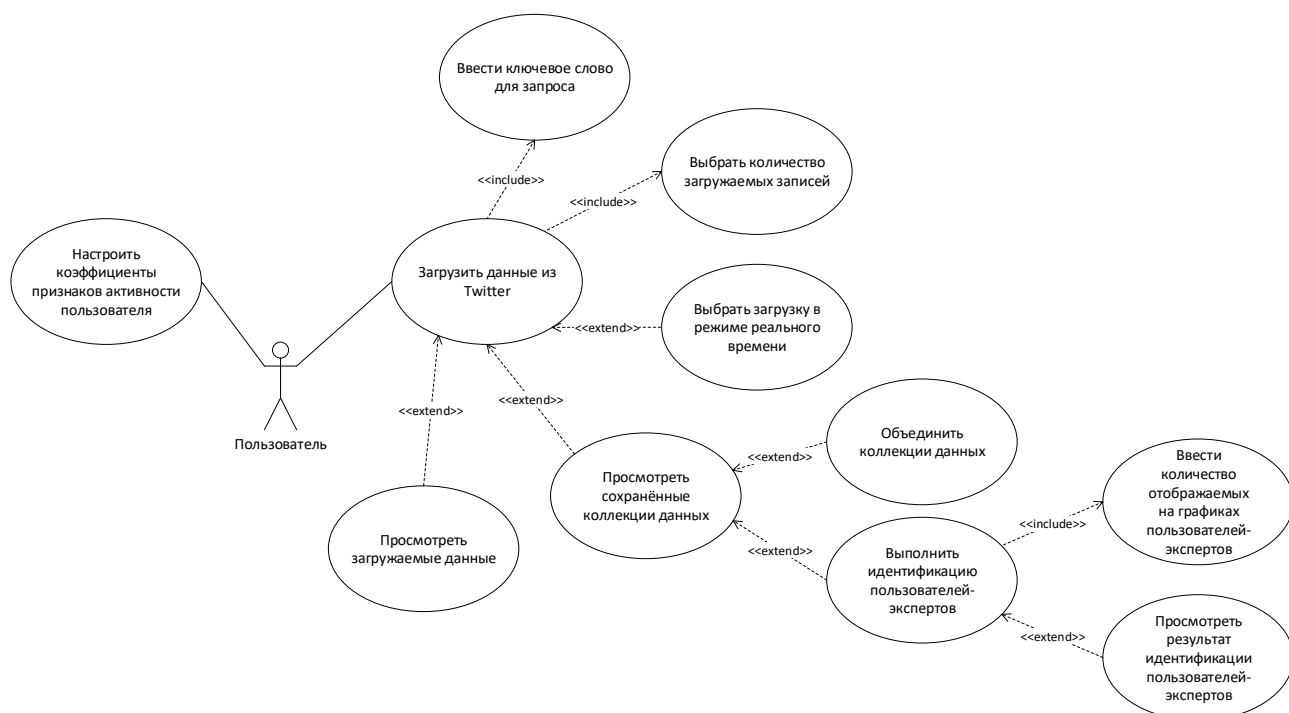 Ввести ключевое слово
для запроса
<<include>>
Выбрать количество
загружаемых записей
<<include>>
Настроить
коэффициенты
признаков активности
пользователя
Загрузить данные из
Twitter
Выбрать загрузку в
режиме реального
времени
<<extend>>
Пользователь
<<extend>>
<<extend>>
Просмотреть
загружаемые данные
Просмотреть
сохранённые
коллекции данных
<<extend>>
Объединить
коллекции данных
<<extend>>
Выполнить
идентификацию
пользователей-
экспертов
<<include>>
Ввести
количество
отображаемых
на графиках
пользователей-
экспертов
<<extend>>
Просмотреть
результат
идентификации
пользователей-
экспертов